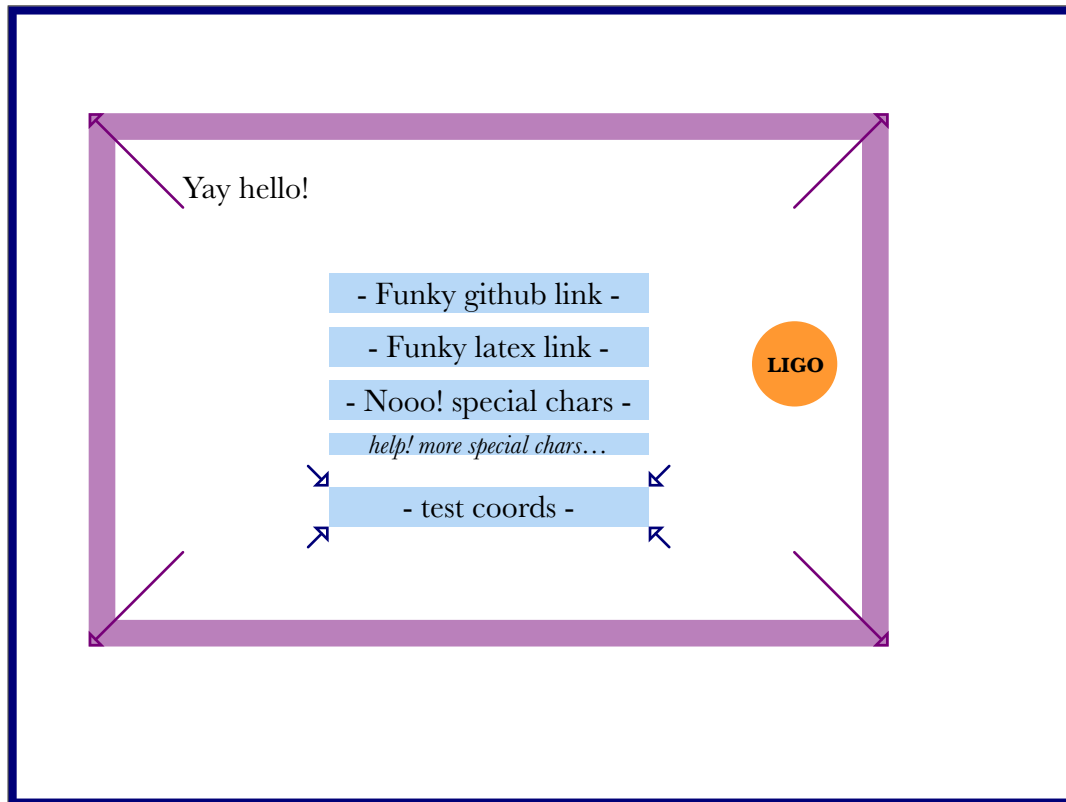 Yay hello!
- Funky github link -
- Funky latex link -
LIGO
- Nooo! special chars -
help! more special chars…
- test coords -